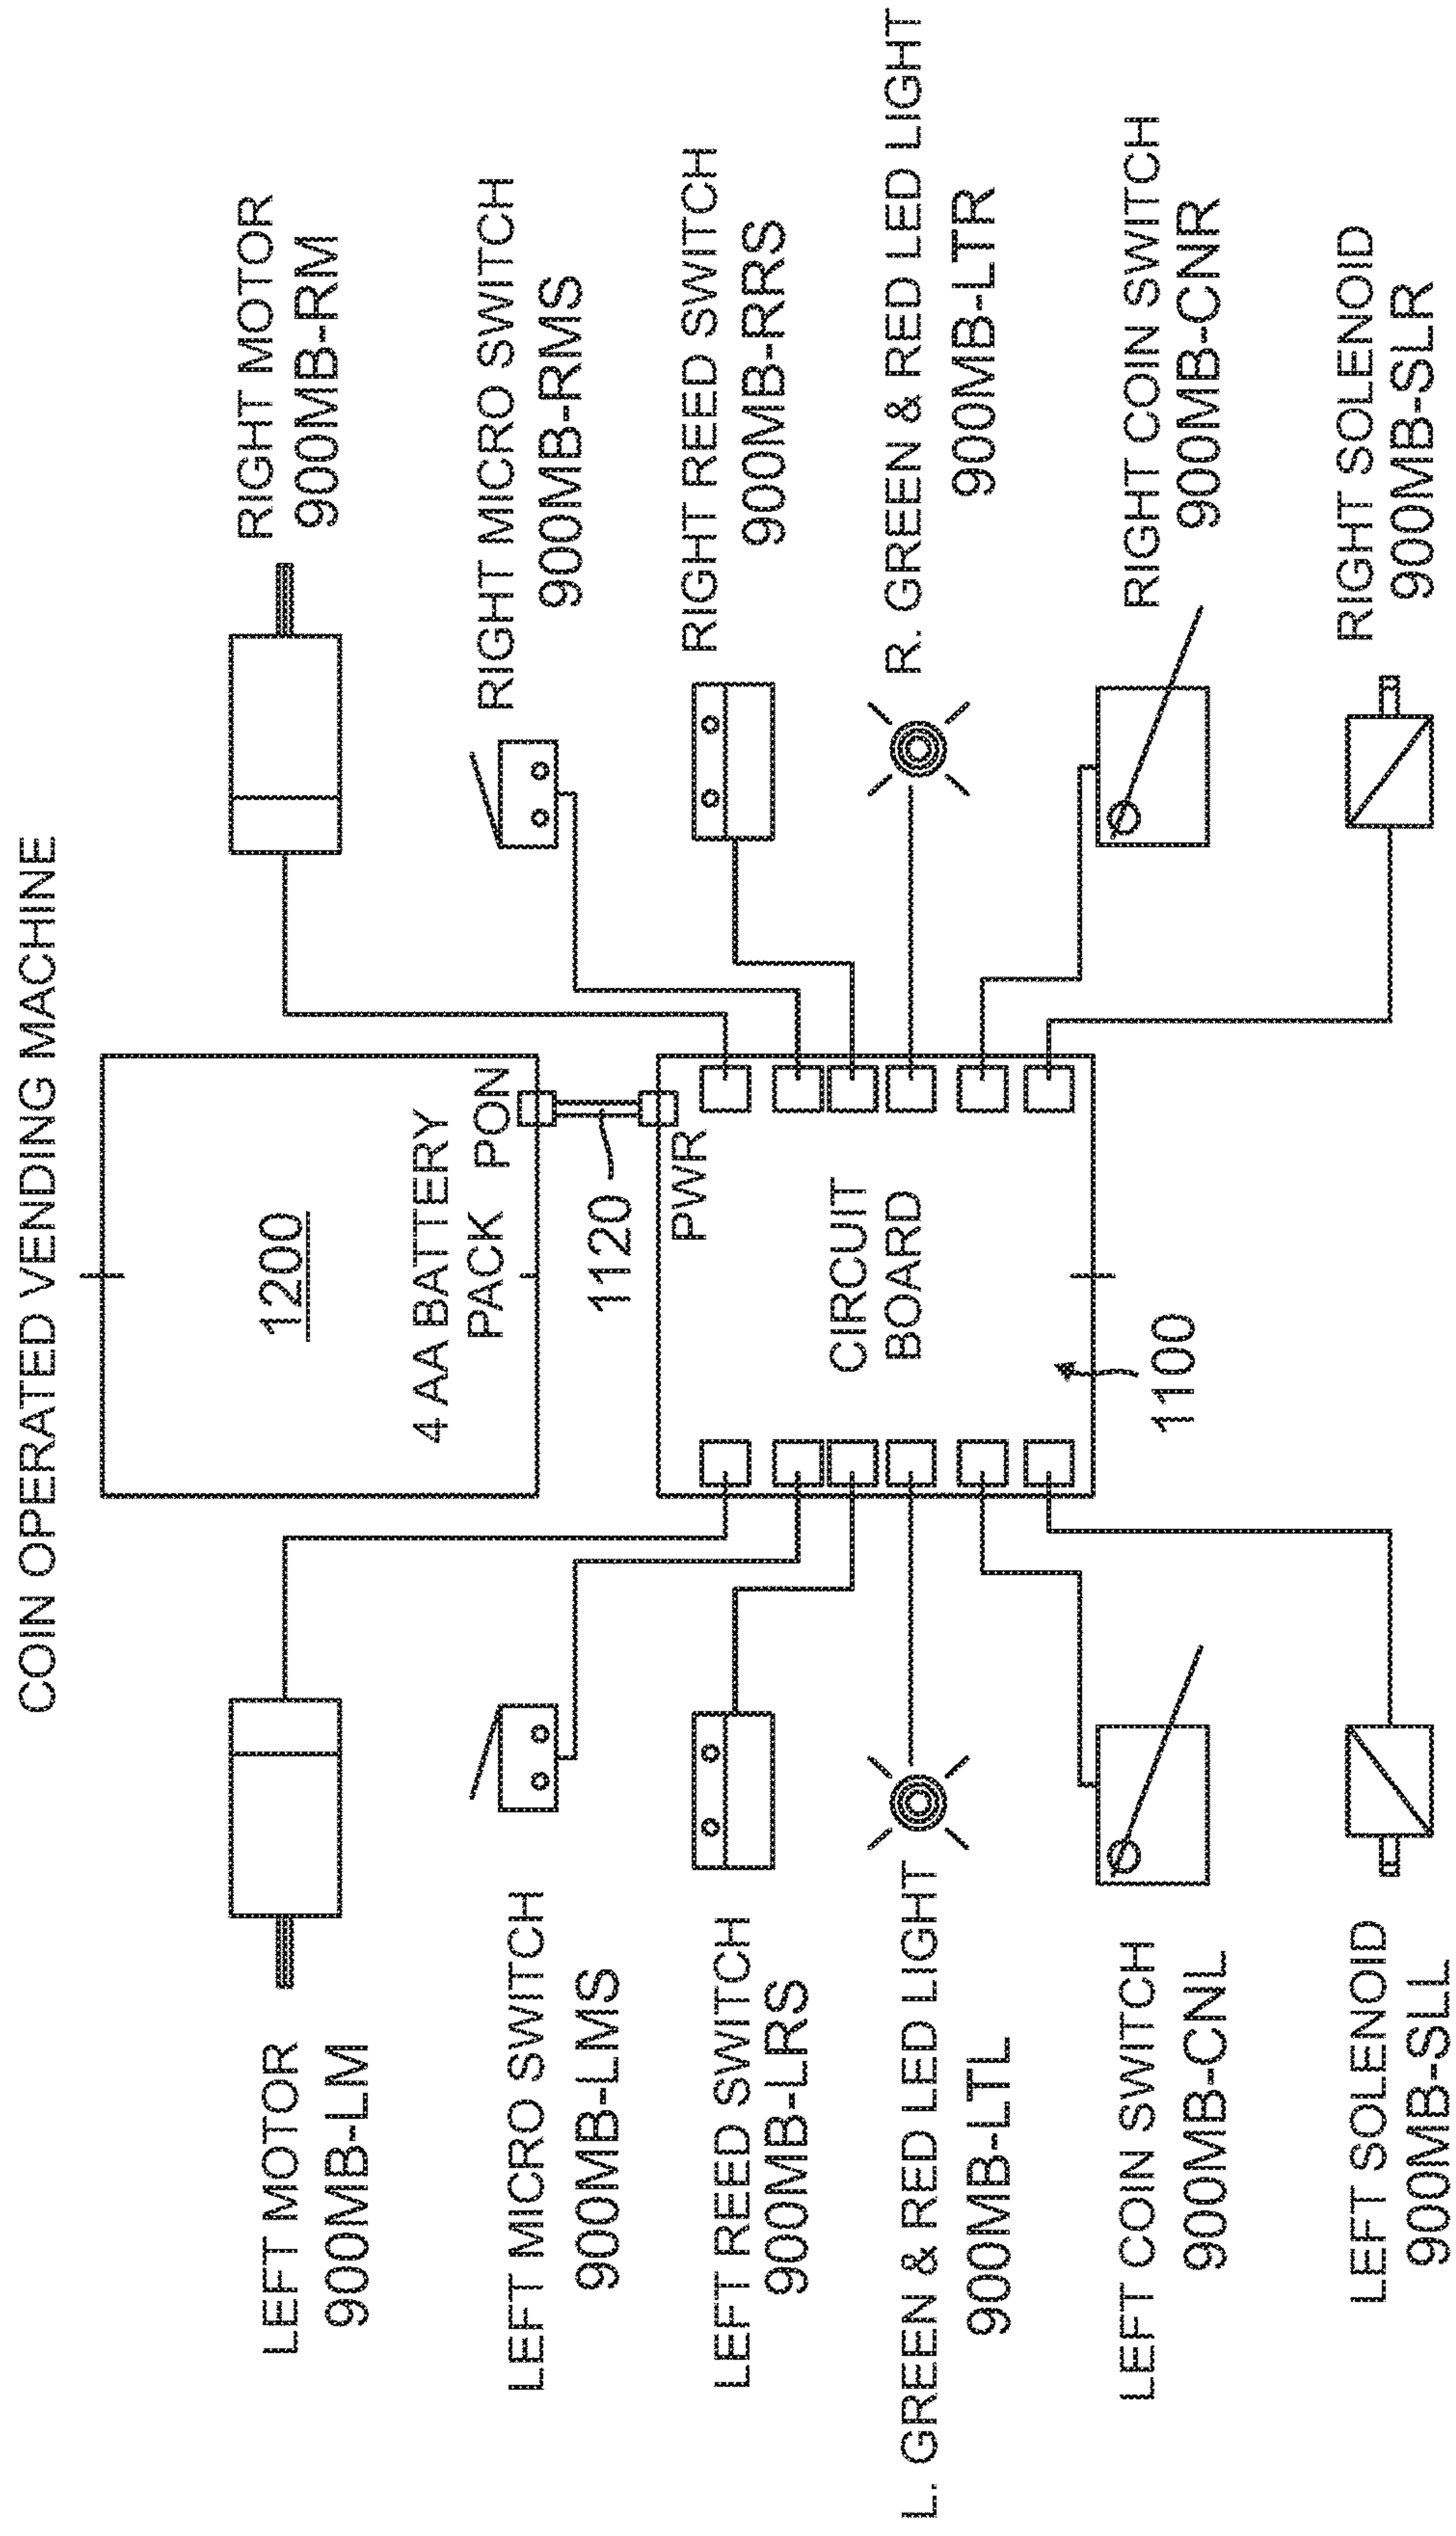 COIN OPERATED VENDING MACHINE
LEFT MOTOR
900MB-LM
LEFT MICRO SWITCH
900MB-LMS
LEFT REED SWITCH
900MB-LRS
L. GREEN & RED LED LIGHT
900MB-LTL
LEFT COIN SWITCH
900MB-CNL
LEFT SOLENOID
900MB-SLL
1200
4 AA BATTERY
PACK PON
1120
PWR
CIRCUIT
BOARD
1100
RIGHT MOTOR
900MB-RM
RIGHT MICRO SWITCH
900MB-RMS
RIGHT REED SWITCH
900MB-RRS
R. GREEN & RED LED LIGHT
900MB-LTR
RIGHT COIN SWITCH
900MB-CNR
RIGHT SOLENOID
900MB-SLR